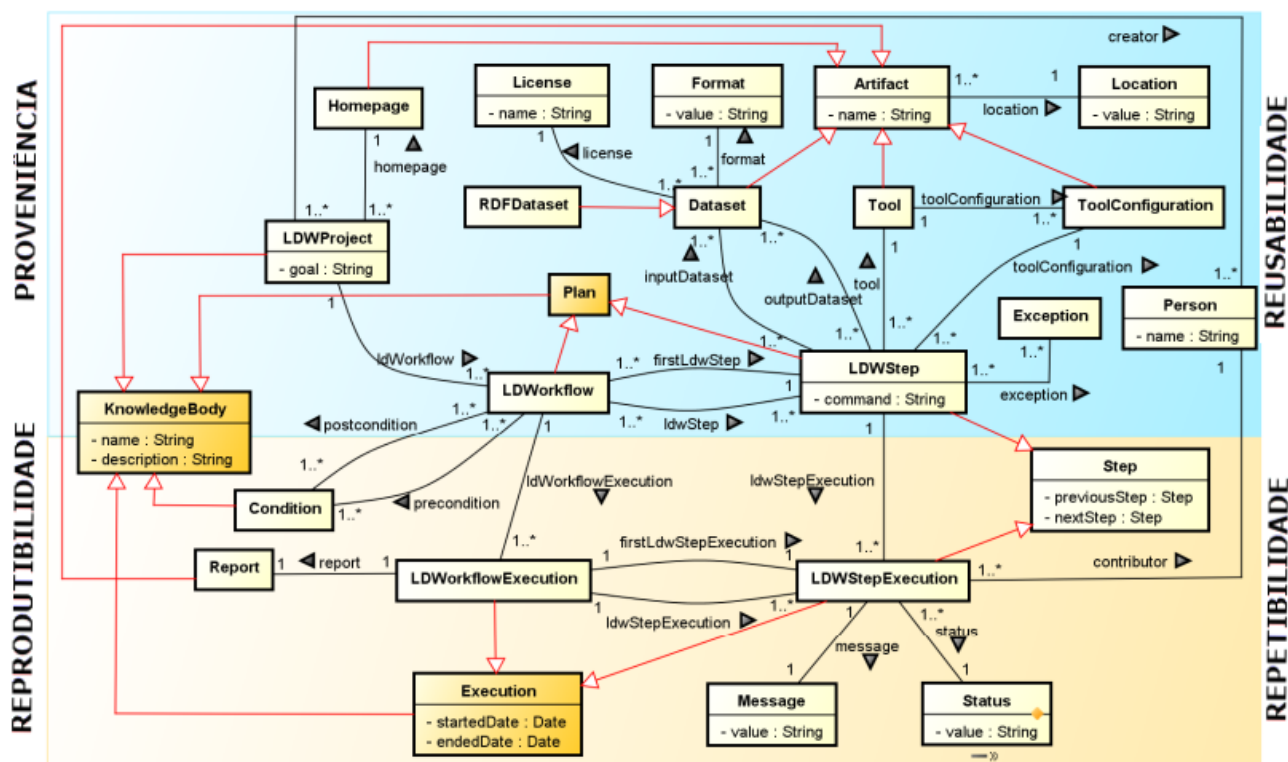 PROVENIÊNCIA
REPRODUTIBILIDADE
REUSABILIDADE
REPETIBILIDADE
creator
License
- name : String
Format
- value : String
Artifact
- name : String
1..*
1
location
Location
- value : String
Homepage
1
homepage
1
license
1
format
1..*
1..*
RDFDataset
Dataset
Tool
toolConfiguration
1
1..*
ToolConfiguration
1..*
1..*
LDWProject
- goal : String
1..*
1..*
inputDataset
outputDataset
1
tool
1
toolConfiguration
1
Plan
Exception
1..*
Person
- name : String
1
ldWorkflow
1..*
1..*
firstLdwStep
1..*
1..*
1..*
1..*
LDWorkflow
1
LDWStep
- command : String
1..*
exception
1..*
ldwStep
1..*
KnowledgeBody
- name : String
- description : String
postcondition
1..*
1..*
1
1
1..*
Condition
1..*
precondition
ldWorkflowExecution
ldwStepExecution
Step
- previousStep : Step
- nextStep : Step
1..*
firstLdwStepExecution
1..*
Report
1
report
1
LDWorkflowExecution
1
1
LDWStepExecution
1..*
contributor
1
ldwStepExecution
1..*
1
1..*
message
status
1
1
Execution
- startedDate : Date
- endedDate : Date
Message
- value : String
Status
- value : String